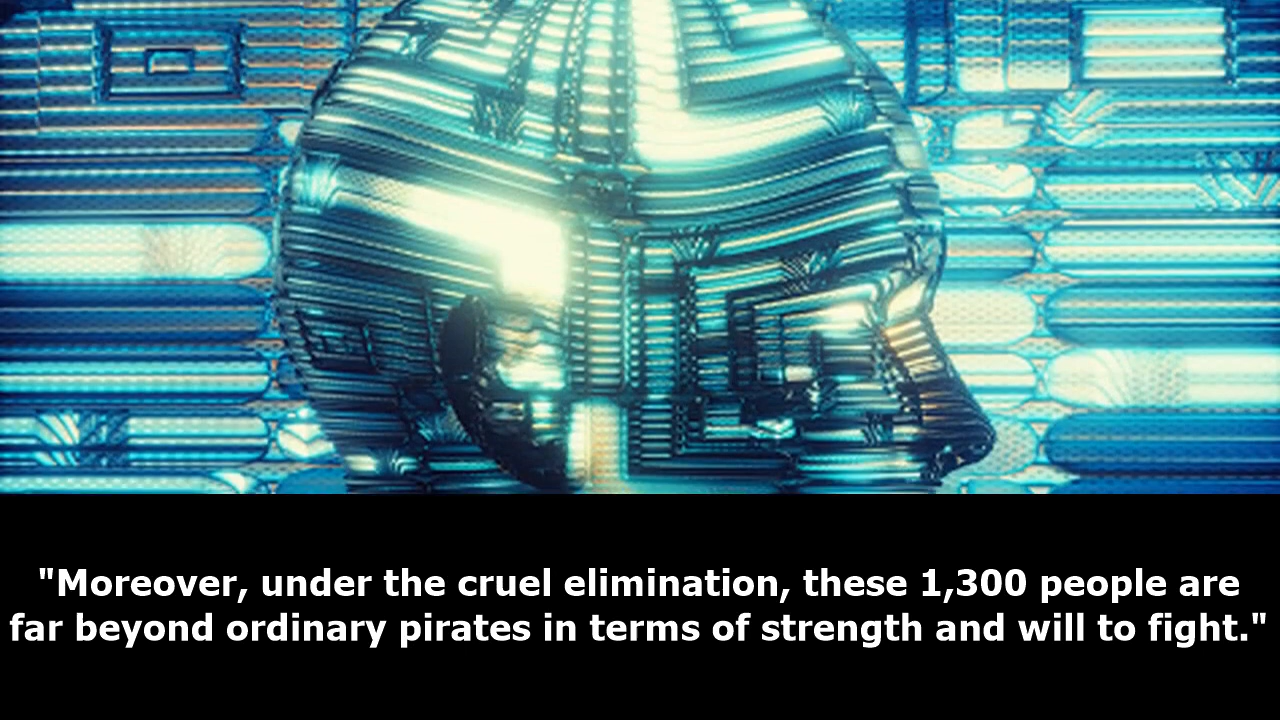 "Moreover, under the cruel elimination, these 1,300 people are
far beyond ordinary pirates in terms of strength and will to fight."